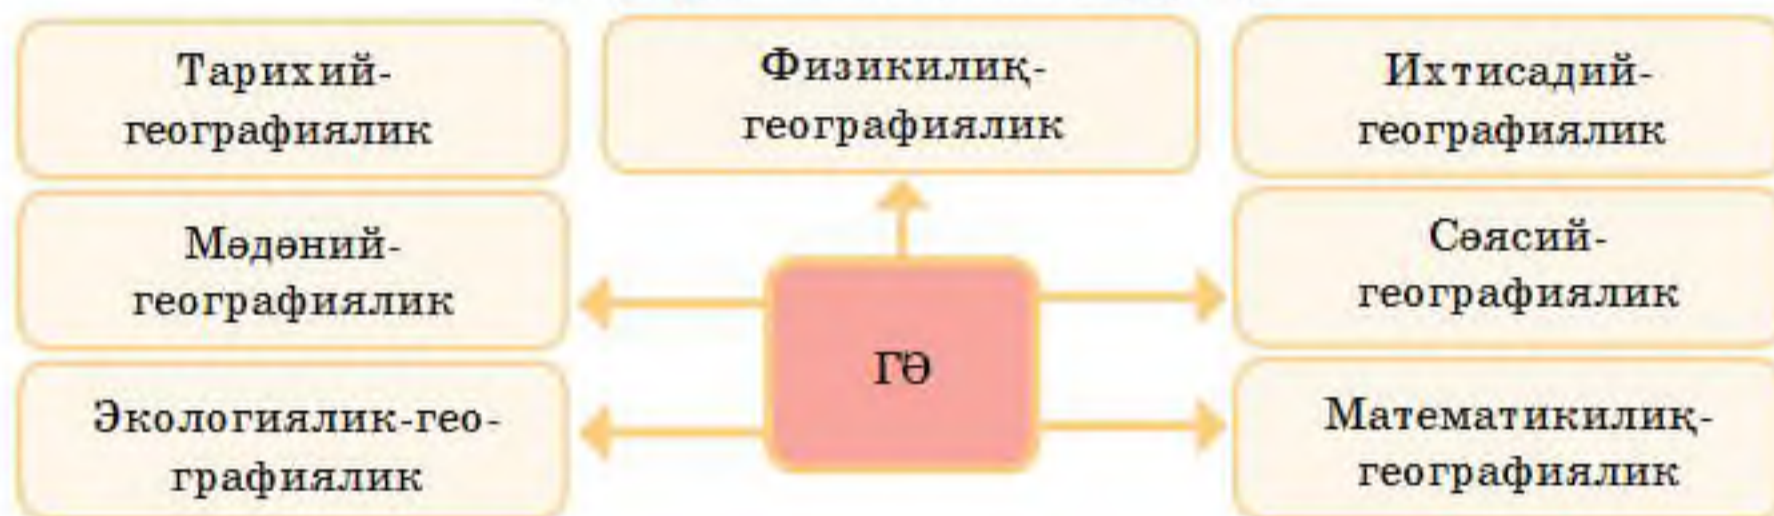 Тарихий-
географиялик
Физикилиқ-
географиялик
Ихтисадий-
географиялик
Мәдәний-
географиялик
Сәясий-
географиялик
ГӘ
Экологиялик-гео-
графиялик
Математикилиқ-
географиялик